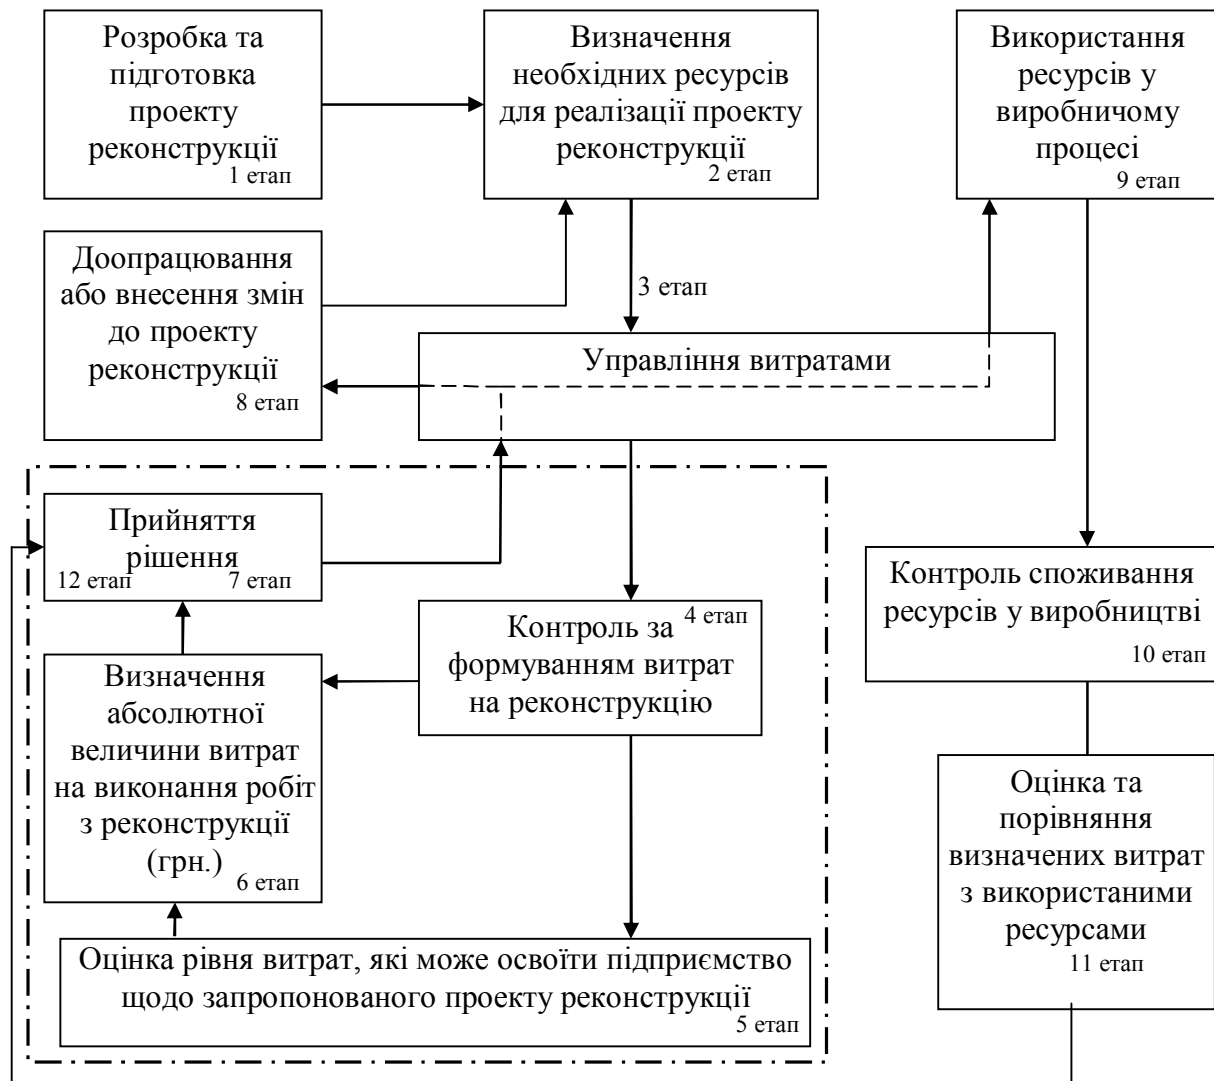 Розробка та
підготовка
проекту
реконструкції
1 етап
Визначення
необхідних ресурсів
для реалізації проекту
реконструкції
2 етап
Використання
ресурсів у
виробничому
процесі
9 етап
Доопрацювання
або внесення змін
до проекту
реконструкції
8 етап
3 етап
Управління витратами
Прийняття
рішення
12 етап
7 етап
Контроль за
4 етап
формуванням витрат
на реконструкцію
Контроль споживання
ресурсів у виробництві
10 етап
Визначення
абсолютної
величини витрат
на виконання робіт
з реконструкції
(грн.)
6 етап
Оцінка та
порівняння
визначених витрат
з використаними
ресурсами
11 етап
Оцінка рівня витрат, які може освоїти підприємство
щодо запропонованого проекту реконструкції
5 етап